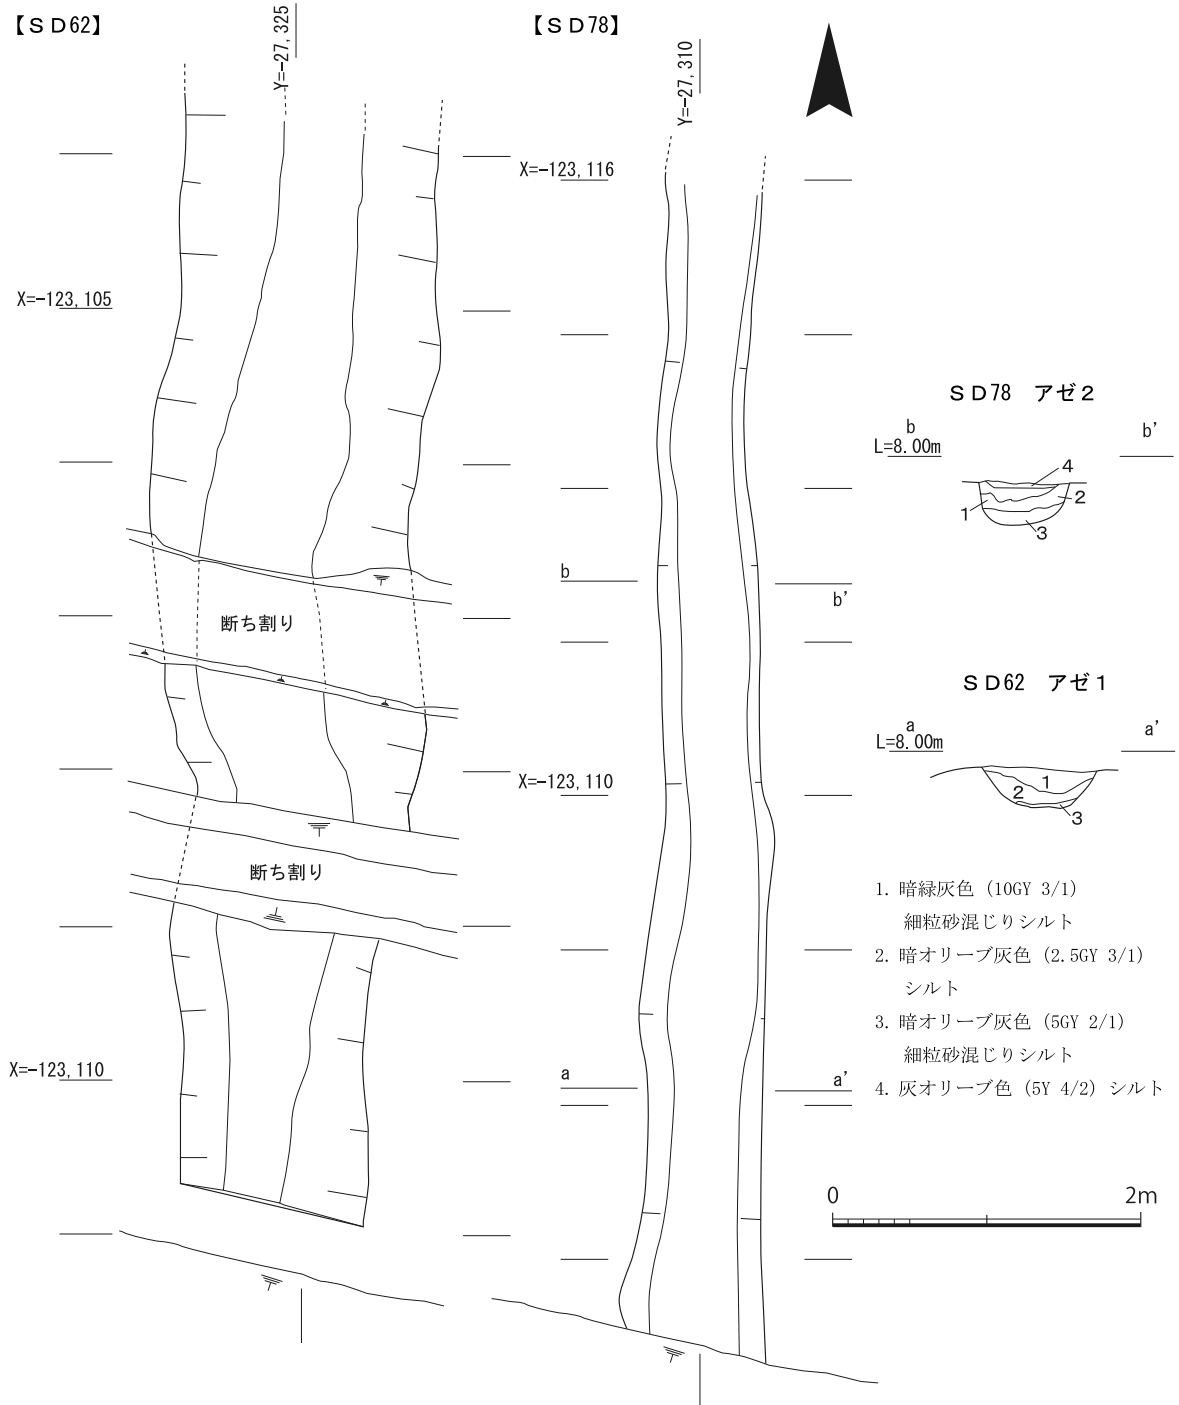 【ＳＤ62】
Y=-27,325
X=-123,105
断ち割り
断ち割り
X=-123,110
【ＳＤ78】
Y=-27,310
X=-123,116
b
b'
X=-123,110
a
a'
ＳＤ78 アゼ２
b
L=8.00m
b'
4
2
1
3
ＳＤ62 アゼ１
a
L=8.00m
a'
1
2
3
1. 暗緑灰色（10GY 3/1）
細粒砂混じりシルト
2. 暗オリーブ灰色（2.5GY 3/1）
シルト
3. 暗オリーブ灰色（5GY 2/1）
細粒砂混じりシルト
4. 灰オリーブ色（5Y 4/2）シルト
0
2m